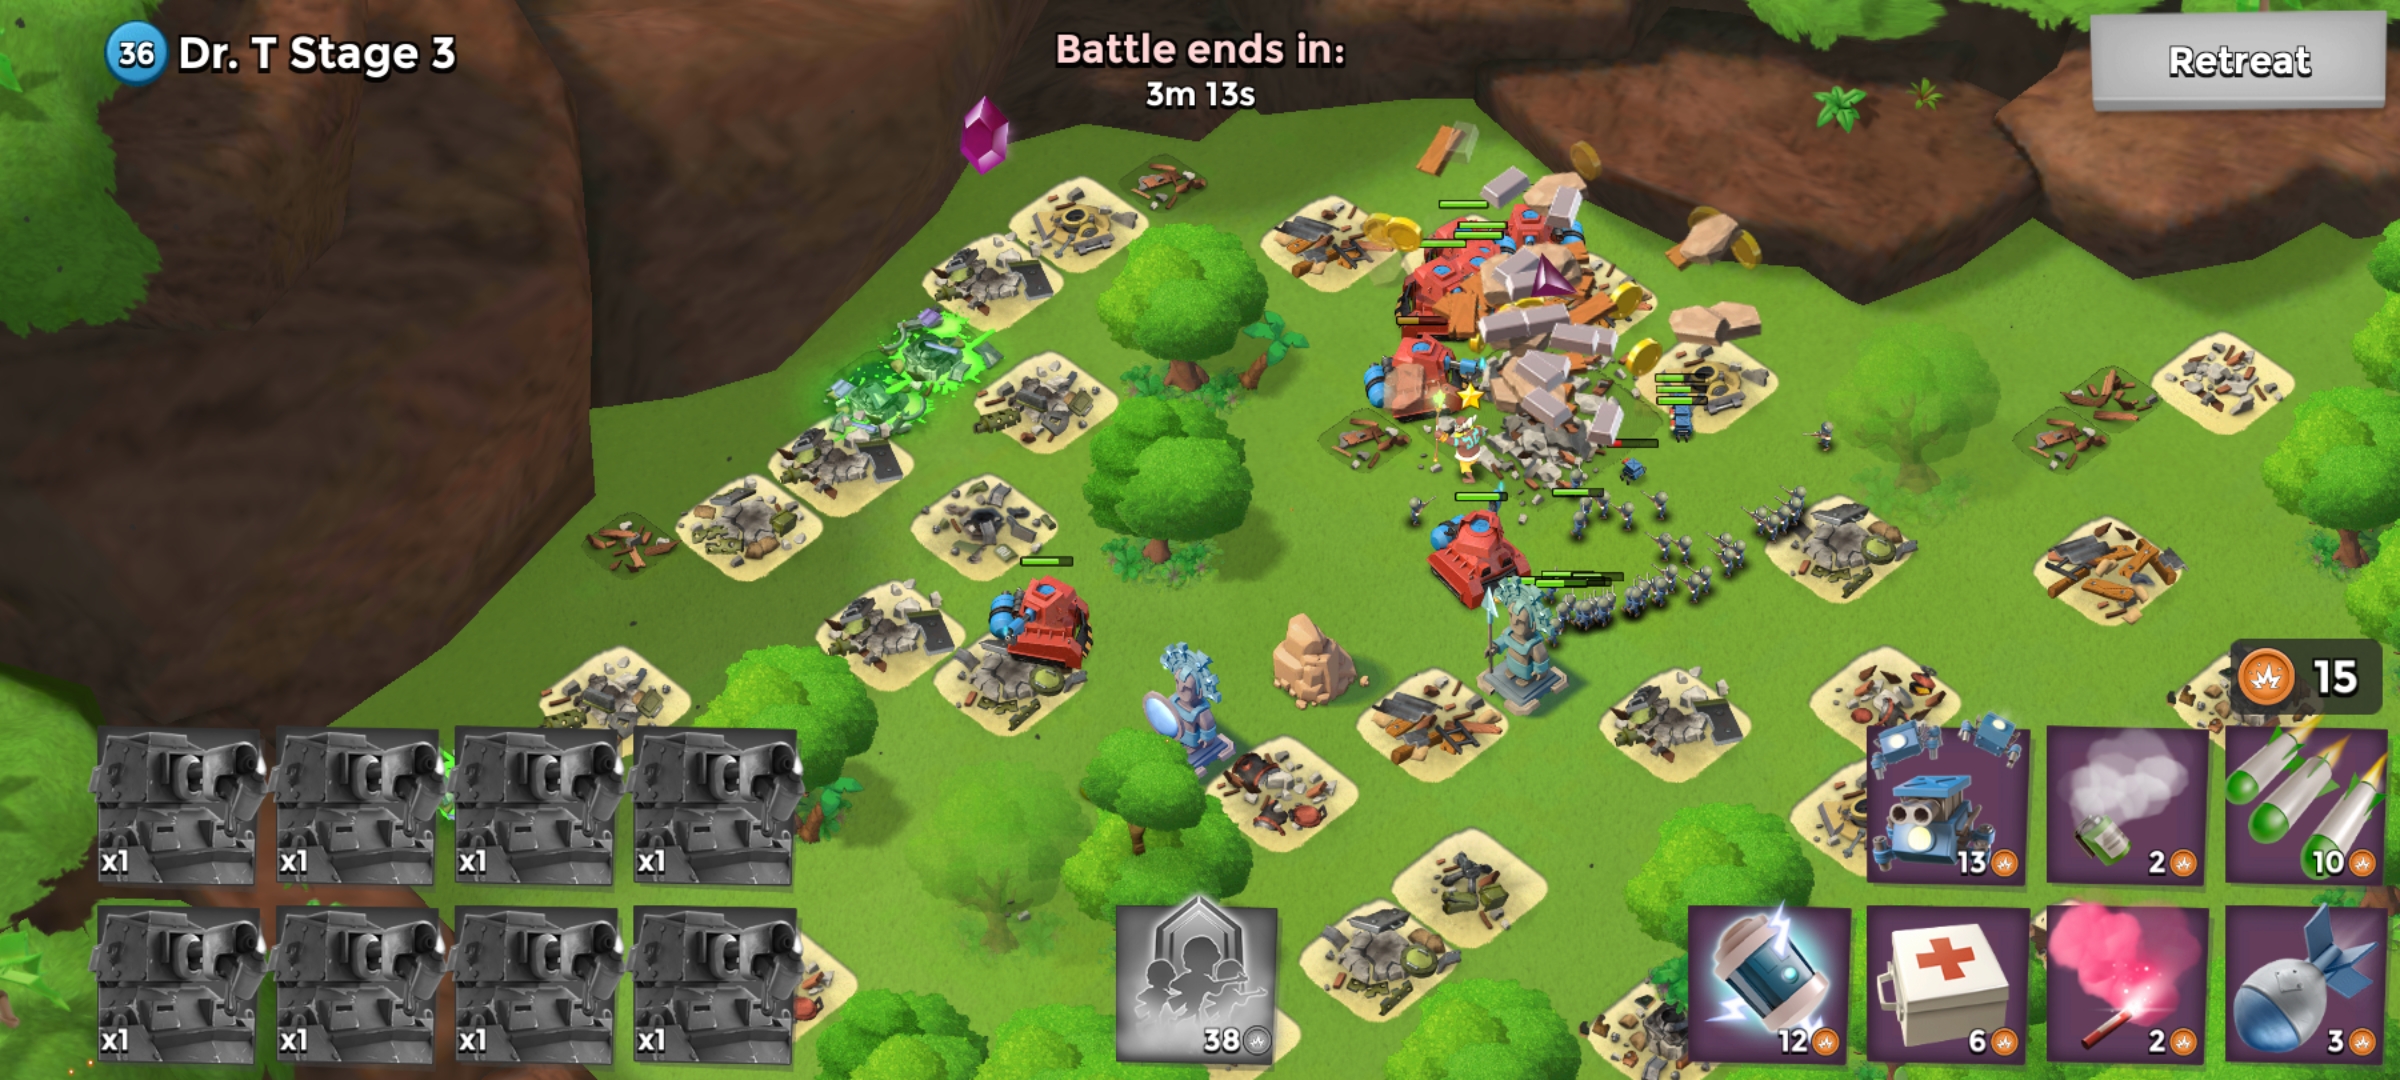 36 Dr. T Stage 3
Battle ends in:
3m 13s
Retreat
15
x1 x1 x1 x1
13 2 10
x1 x1 x1 x1
38 12 6 2 3